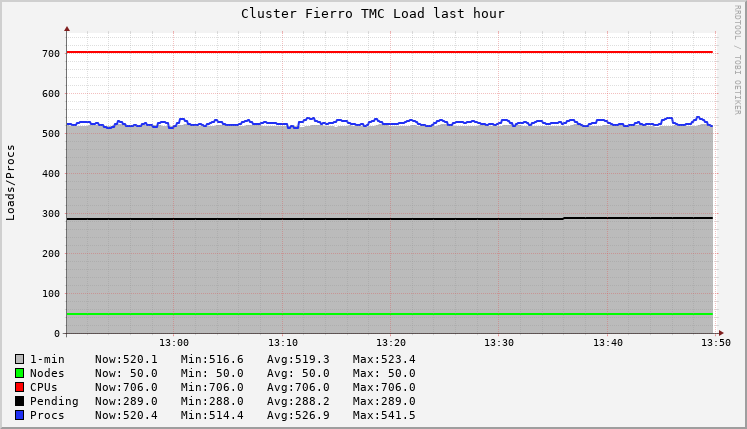 Cluster Fierro TMC Load last hour
RRDTOOL / TOBI OETIKER
Loads/Procs
700
600
500
400
300
200
100
0
13:00 13:10 13:20 13:30 13:40 13:50
1-min Now:520.1 Min:516.6 Avg:519.3 Max:523.4
Nodes Now: 50.0 Min: 50.0 Avg: 50.0 Max: 50.0
CPUs Now:706.0 Min:706.0 Avg:706.0 Max:706.0
Pending Now:289.0 Min:288.0 Avg:288.2 Max:289.0
Procs Now:520.4 Min:514.4 Avg:526.9 Max:541.5